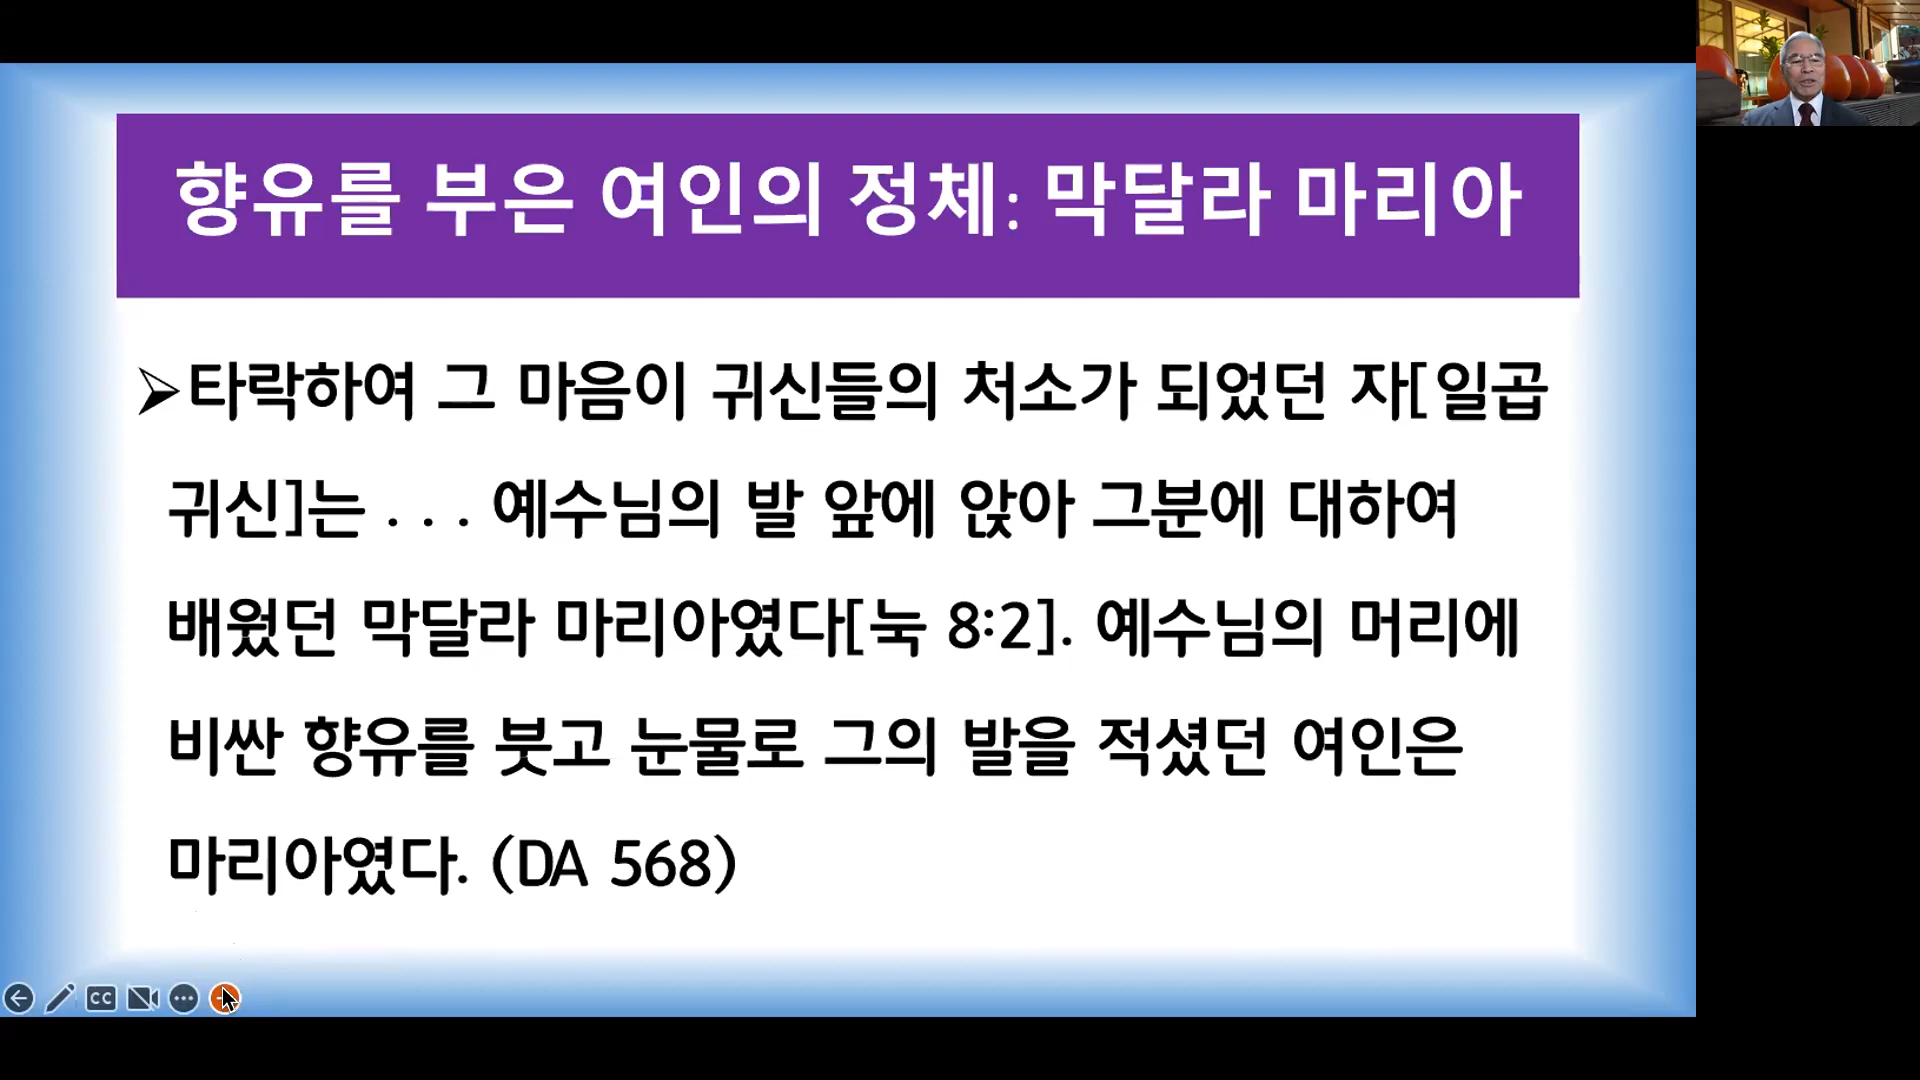 향유를 부은 여인의 정체: 막달라 마리아
➢타락하여 그 마음이 귀신들의 처소가 되었던 자[일곱
귀신]는 . . . 예수님의 발 앞에 앉아 그분에 대하여
배웠던 막달라 마리아였다[눅 8:2]. 예수님의 머리에
비싼 향유를 붓고 눈물로 그의 발을 적셨던 여인은
마리아였다. (DA 568)
CC